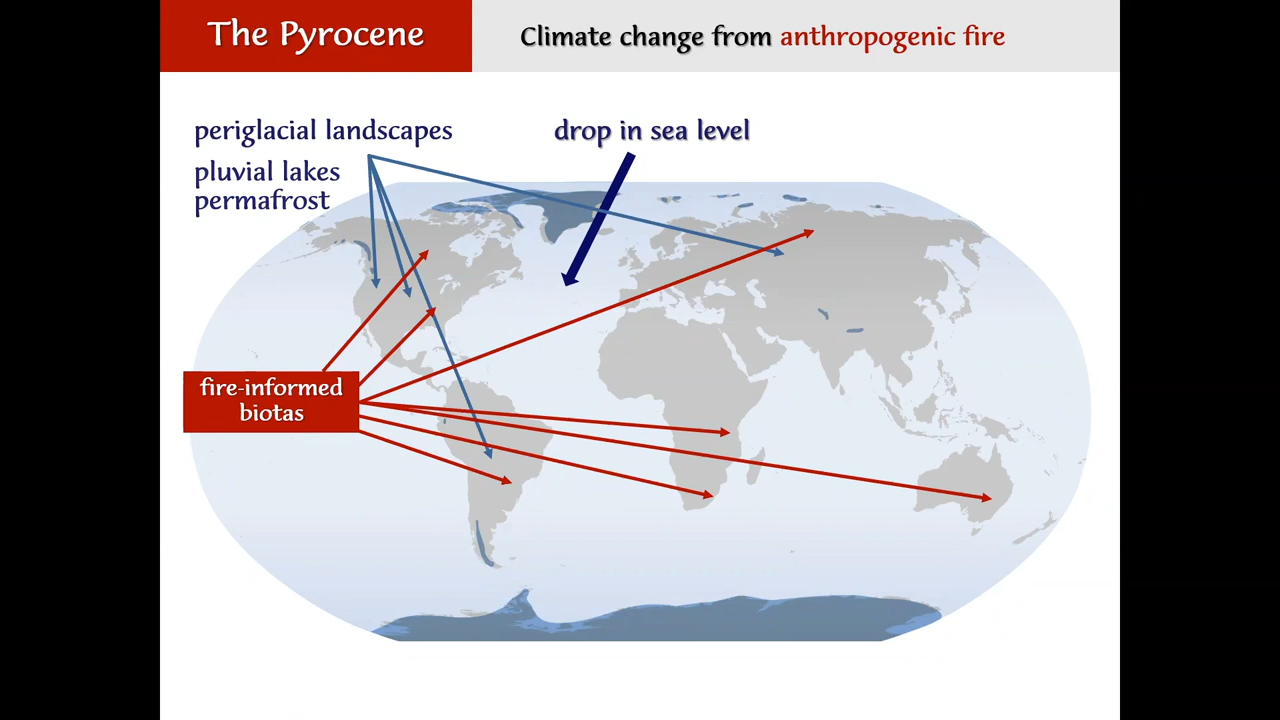 The Pyrocene
Climate change from anthropogenic fire
periglacial landscapes
pluvial lakes
permafrost
drop in sea level
fire-informed
biotas